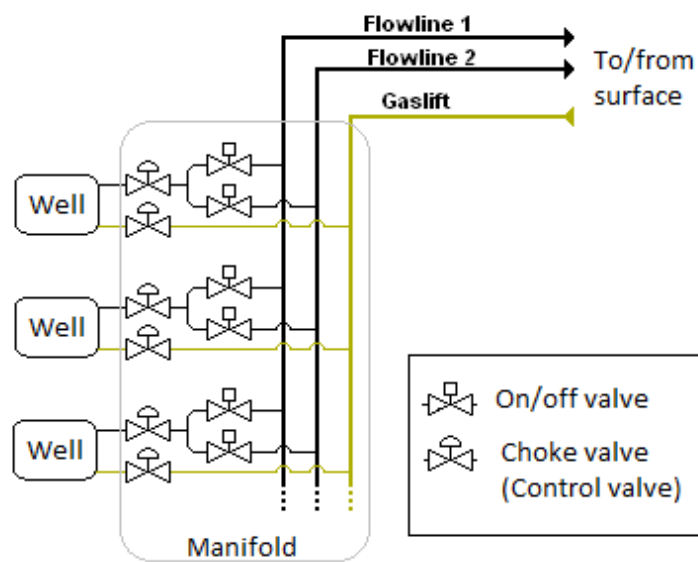 Flowline 1
Flowline 2
To/from
surface
Gaslift
Well
Well
Well
On/off valve
Choke valve
(Control valve)
Manifold